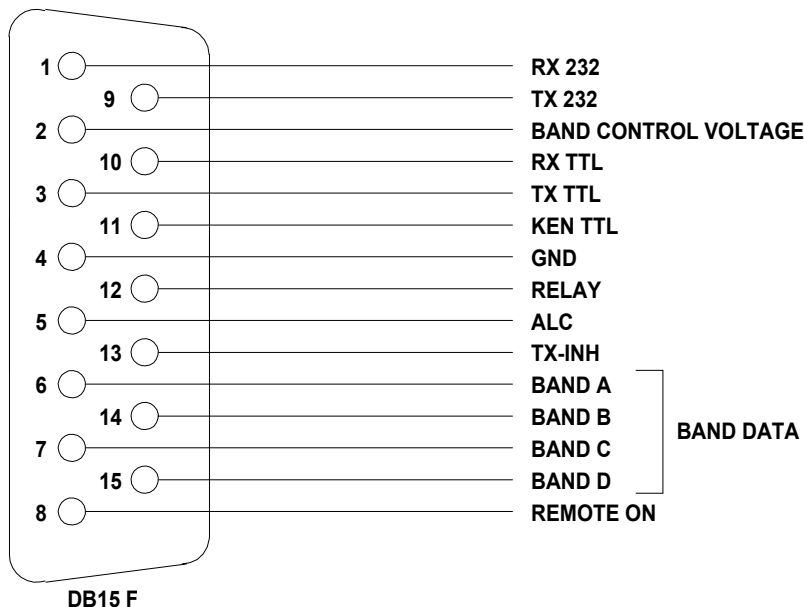 1 RX 232
9 TX 232
2 BAND CONTROL VOLTAGE
10 RX TTL
3 TX TTL
11 KEN TTL
4 GND
12 RELAY
5 ALC
13 TX-INH
6 BAND A
14 BAND B
BAND DATA
7 BAND C
15 BAND D
8 REMOTE ON
DB15 F